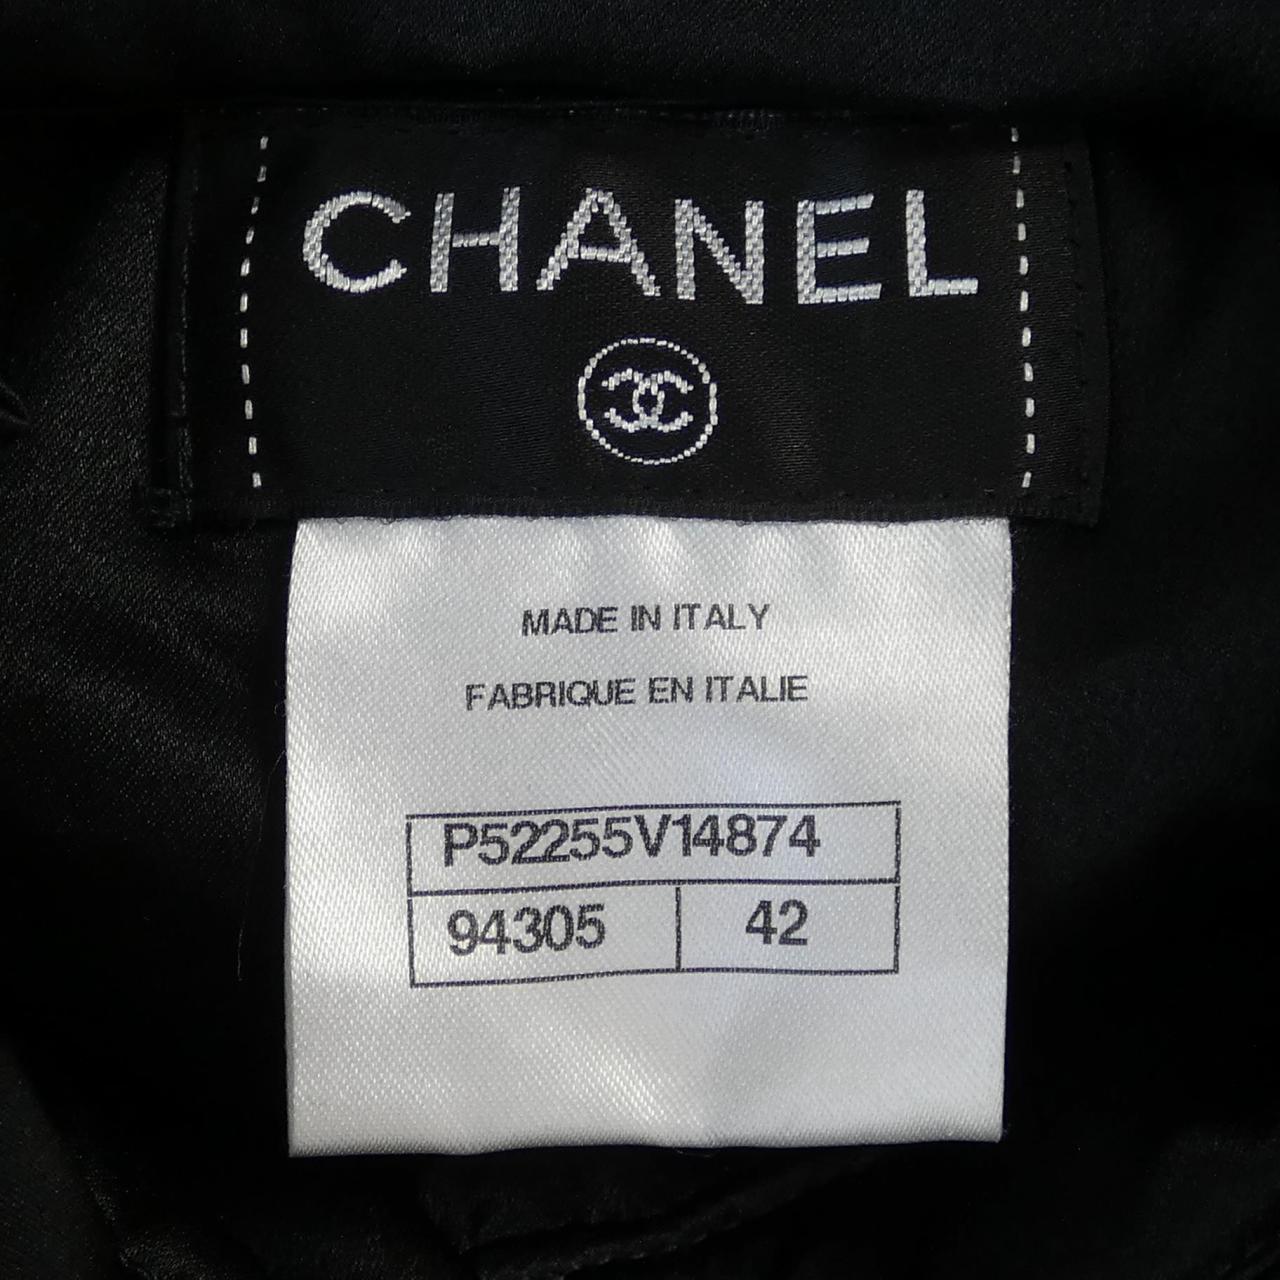 CHANEL
MADE IN ITALY
FABRIQUE EN ITALIE
P52255V14874
94305 42